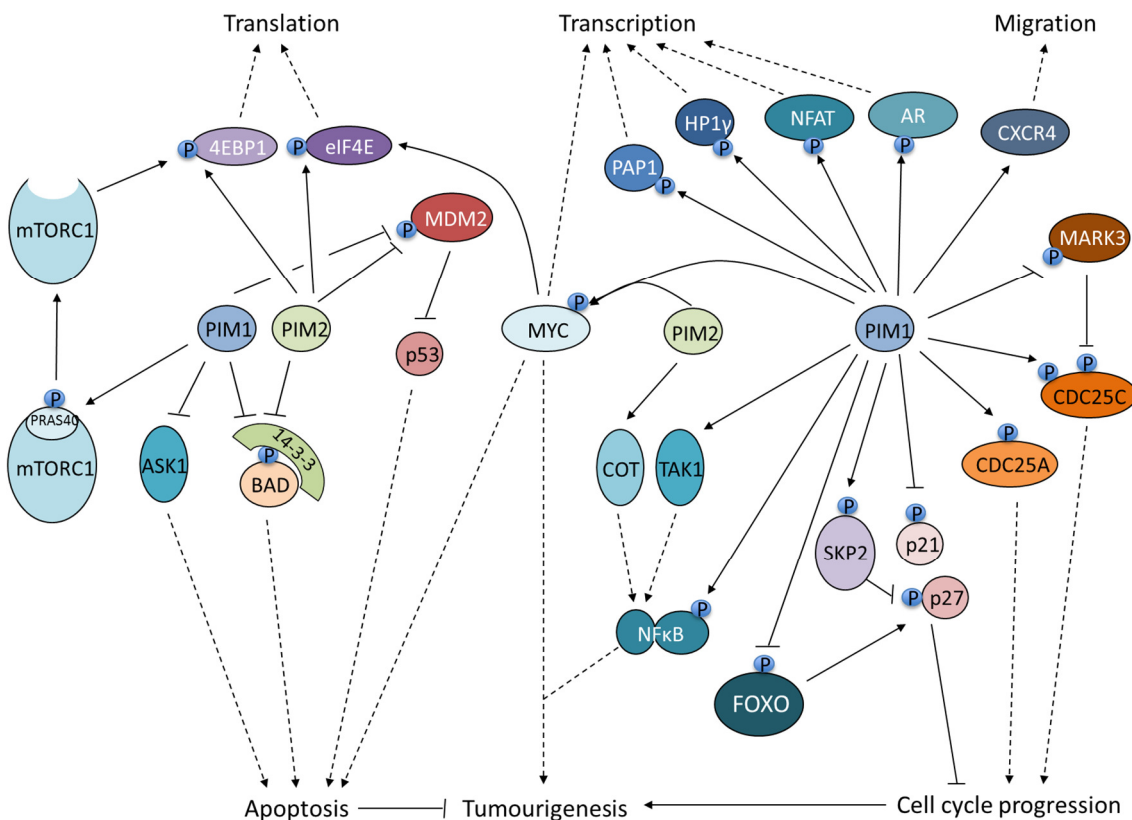 Translation
Transcription
Migration
P
4EBP1
P
eIF4E
HP1γ
P
NFAT
P
AR
P
CXCR4
PAP1
P
mTORC1
MDM2
P
MARK3
P
PIM1
PIM2
MYC
P
PIM2
PIM1
p53
P
PRAS40
mTORC1
ASK1
14-3-3
P
BAD
COT
TAK1
P
P
CDC25C
P
CDC25A
P
SKP2
P
p21
P
p27
NFκB
P
P
FOXO
Apoptosis
Tumourigenesis
Cell cycle progression